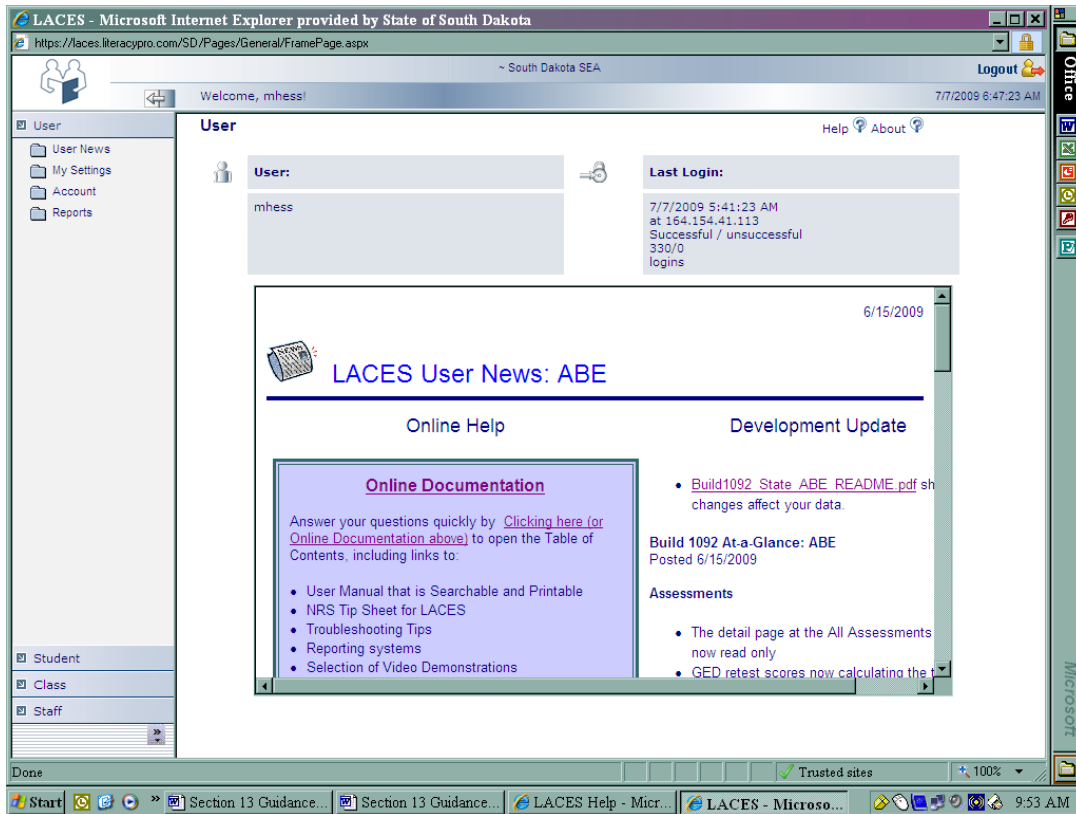 LACES - Microsoft Internet Explorer provided by State of South Dakota
https://laces.literacypro.com/SD/Pages/General/FramePage.aspx
~ South Dakota SEA
Logout
Welcome, mhess!
7/7/2009 6:47:23 AM
User
User News
My Settings
Account
Reports
Student
Class
Staff
User
Help About
User:
mhess
Last Login:
7/7/2009 5:41:23 AM
at 164.154.41.113
Successful / unsuccessful
330/0
logins
6/15/2009
NEWS
LACES User News: ABE
Online Help
Online Documentation
Answer your questions quickly by Clicking here (or
Online Documentation above) to open the Table of
Contents, including links to:
User Manual that is Searchable and Printable
NRS Tip Sheet for LACES
Troubleshooting Tips
Reporting systems
Selection of Video Demonstrations
Development Update
Build1092_State_ABE_README.pdf sh
changes affect your data.
Build 1092 At-a-Glance: ABE
Posted 6/15/2009
Assessments
The detail page at the All Assessments
now read only
GED retest scores now calculating the t
Office
Microsoft
Done
Trusted sites
100%
Start
Section 13 Guidance...
Section 13 Guidance...
LACES Help - Micr...
LACES - Microso...
9:53 AM